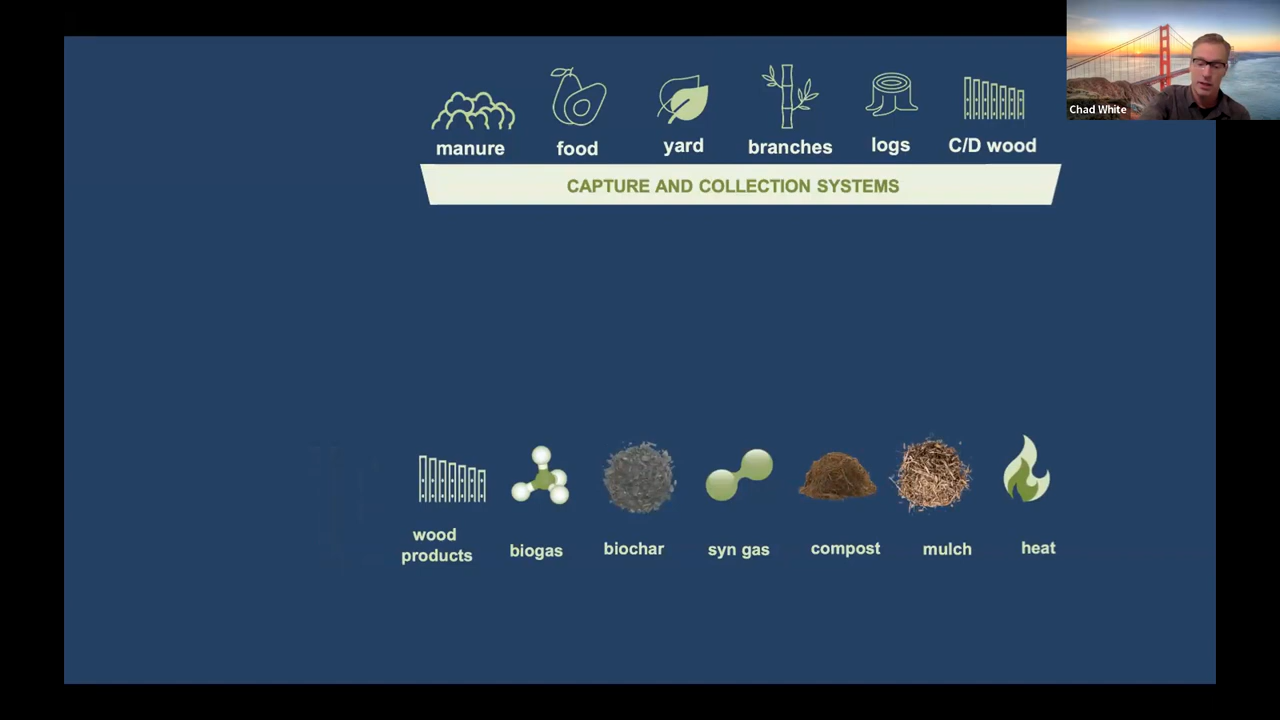 Chad White
manure food yard branches logs C/D wood
CAPTURE AND COLLECTION SYSTEMS
wood products biogas biochar syn gas compost mulch heat